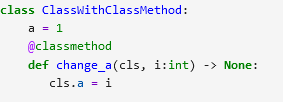 class ClassWithClassMethod:
    a = 1
    @classmethod
    def change_a(cls, i:int) -> None:
        cls.a = i